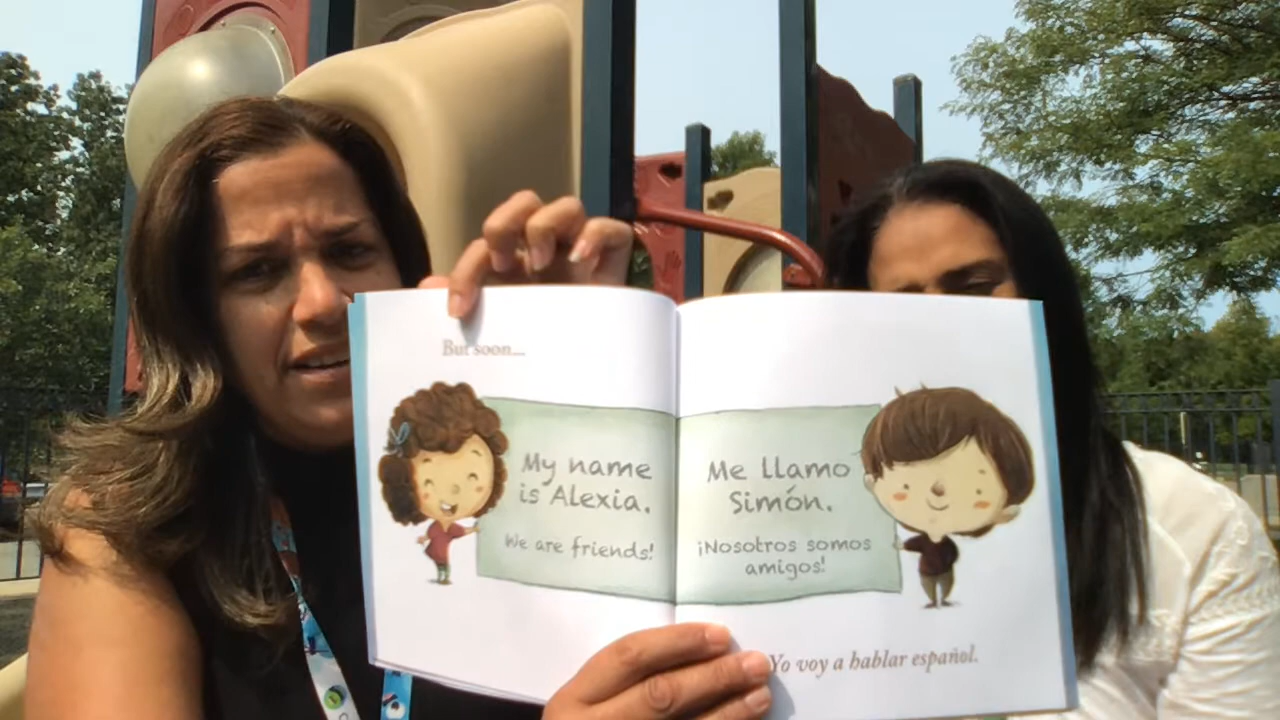 But soon...
My name
is Alexia.
We are friends!
Me llamo
Simón.
¡Nosotros somos
amigos!
Yo voy a hablar español.